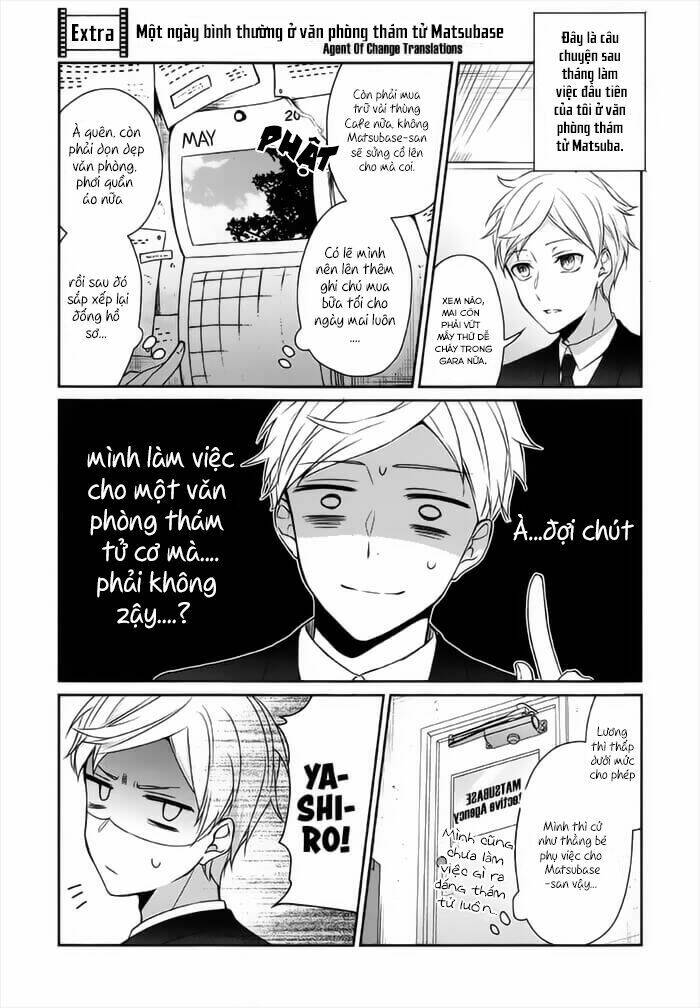 Extra
Một ngày bình thường ở văn phòng thám tử Matsubase
Agent Of Change Translations
Đây là câu
chuyện sau
tháng làm
việc đầu tiên
của tôi ở văn
phòng thám
tử Matsuba.
XEM NÀO,
MAI CÒN
PHẢI VỨT
MẤY THỨ DỄ
CHÁY TRONG
GARA NỮA.
Còn phải mua
trữ vài thùng
Cafe nữa, không
Matsubase-san
sẽ sửng cồ lên
cho mà coi.
20
MAY
PHẬT
Có lẽ mình
nên lên thêm
ghi chú mua
bữa tối cho
ngày mai luôn
....
À quên, còn
phải dọn dẹp
văn phòng,
phơi quần
áo nữa
rồi sau đó
sắp xếp lại
đống hồ
sơ...
À...đợi chút
mình làm việc
cho một văn
phòng thám
tử cơ mà....
phải không
zậy....?
Lương
thì thấp
dưới mức
cho phép
Mình thì cứ
như thằng bé
phụ việc cho
Matsubase
-san vậy...
MATSUBASE
Detective Agency
Mình cũng
chưa làm
việc gì ra
dáng thám
tử luôn...
YA-
SHI-
RO!